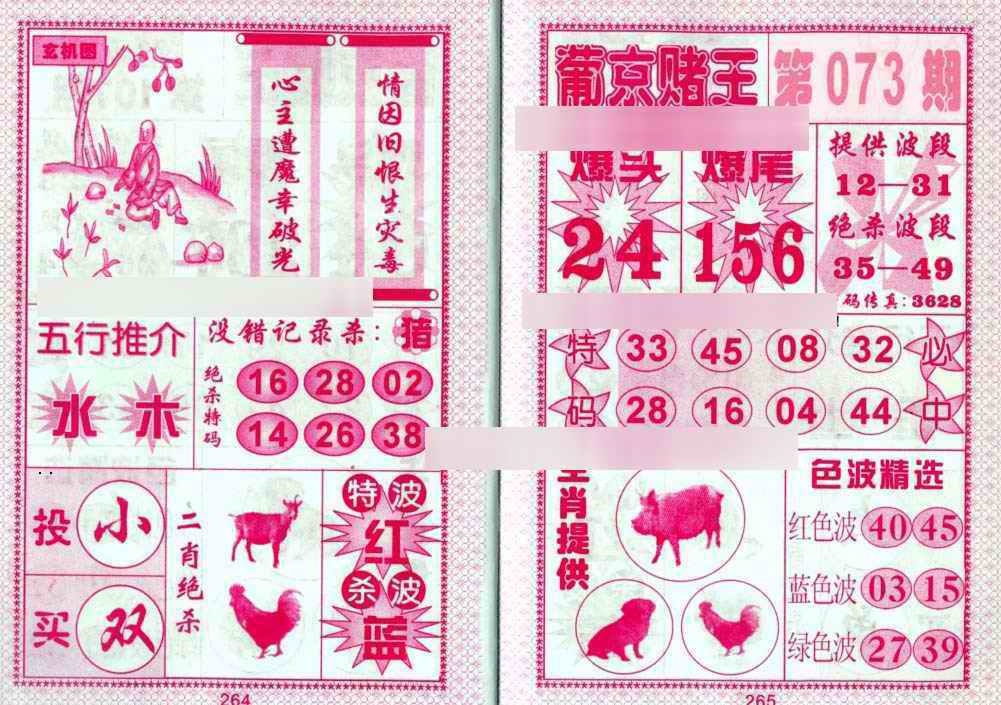 玄机图
心主遭魔幸破光
情因旧恨生灾毒
五行推介
水 木
没错记录杀：猪
绝杀特码
16 28 02
14 26 38
投 小
买 双
二肖绝杀
特波
红
杀波
蓝
264
葡京赌王
第073期
爆头
24
爆尾
156
提供波段
12—31
绝杀波段
35—49
码传真：3628
特码
33 45 08 32
28 16 04 44
必中
生肖提供
色波精选
红色波 40 45
蓝色波 03 15
绿色波 27 39
265